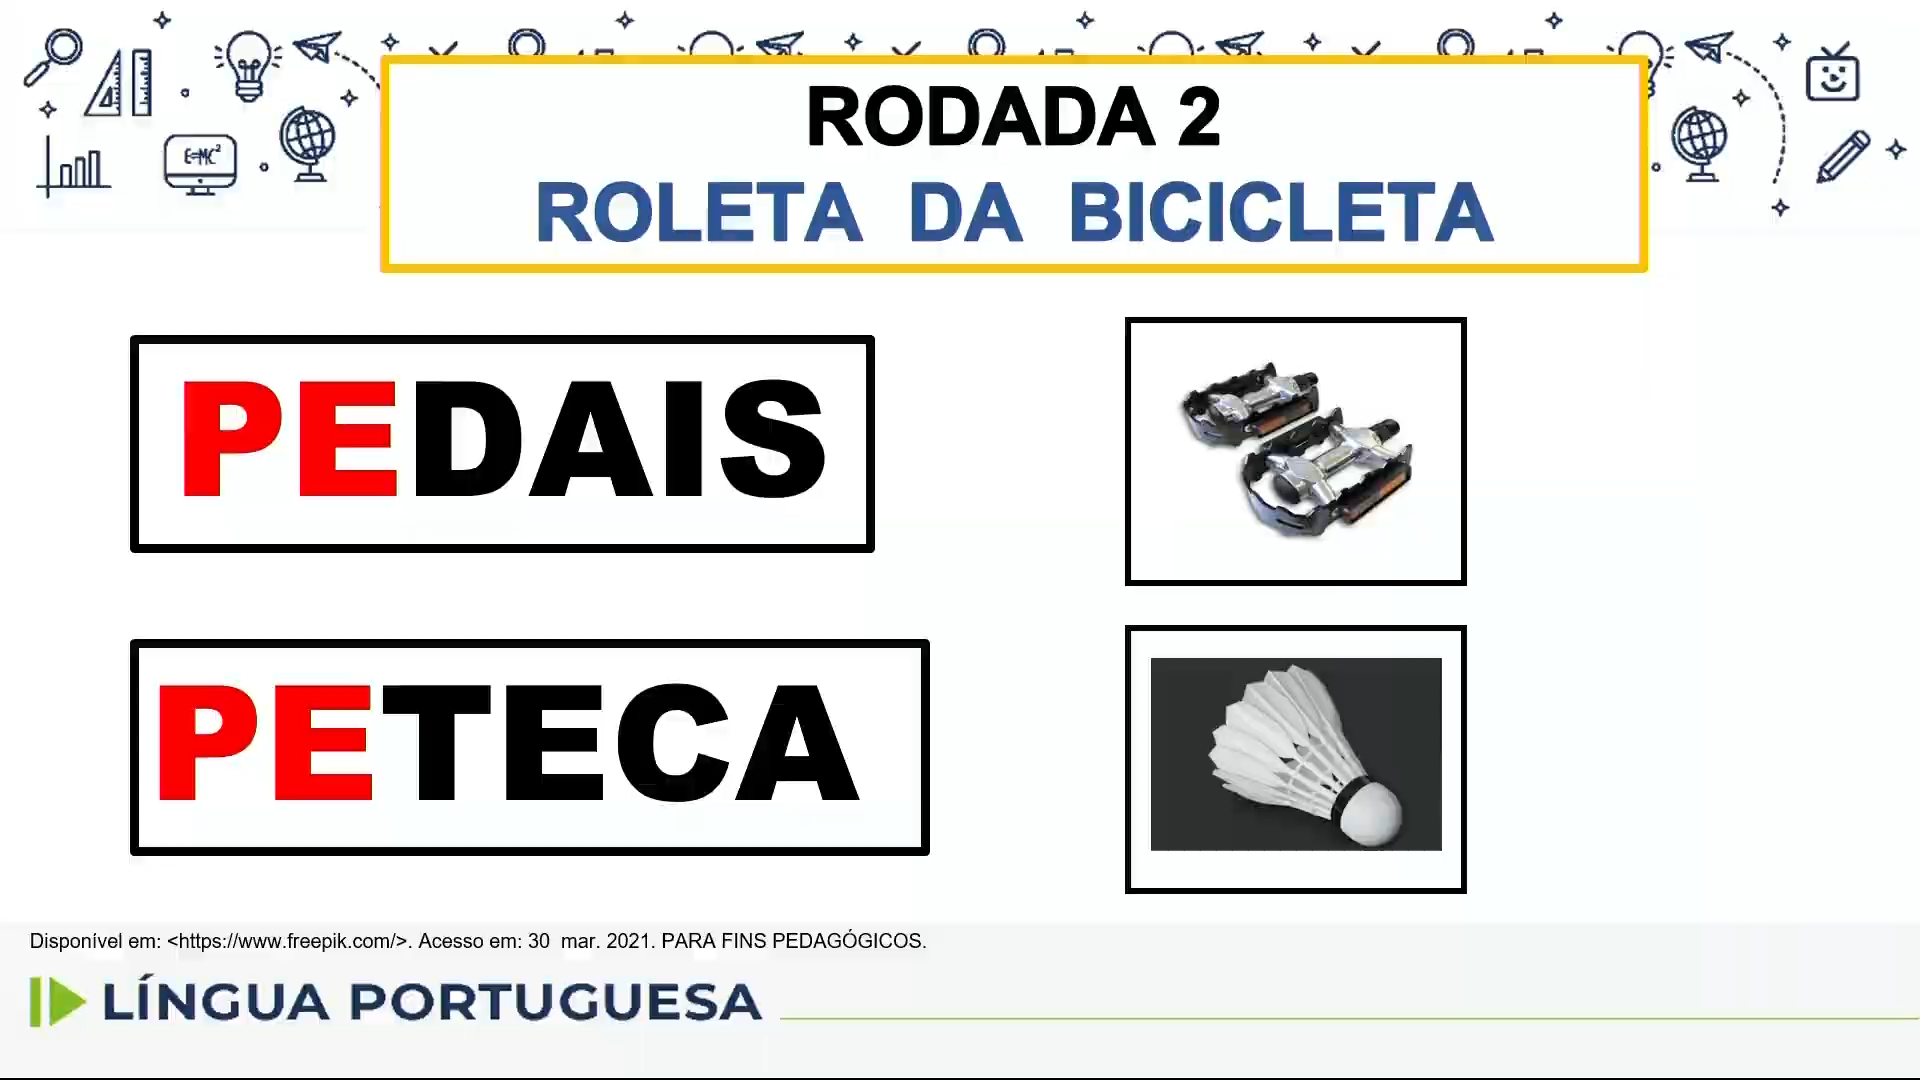 RODADA 2
ROLETA DA BICICLETA
E=MC²
PEDAIS
PETECA
Disponível em: <https://www.freepik.com/>. Acesso em: 30 mar. 2021. PARA FINS PEDAGÓGICOS.
LÍNGUA PORTUGUESA